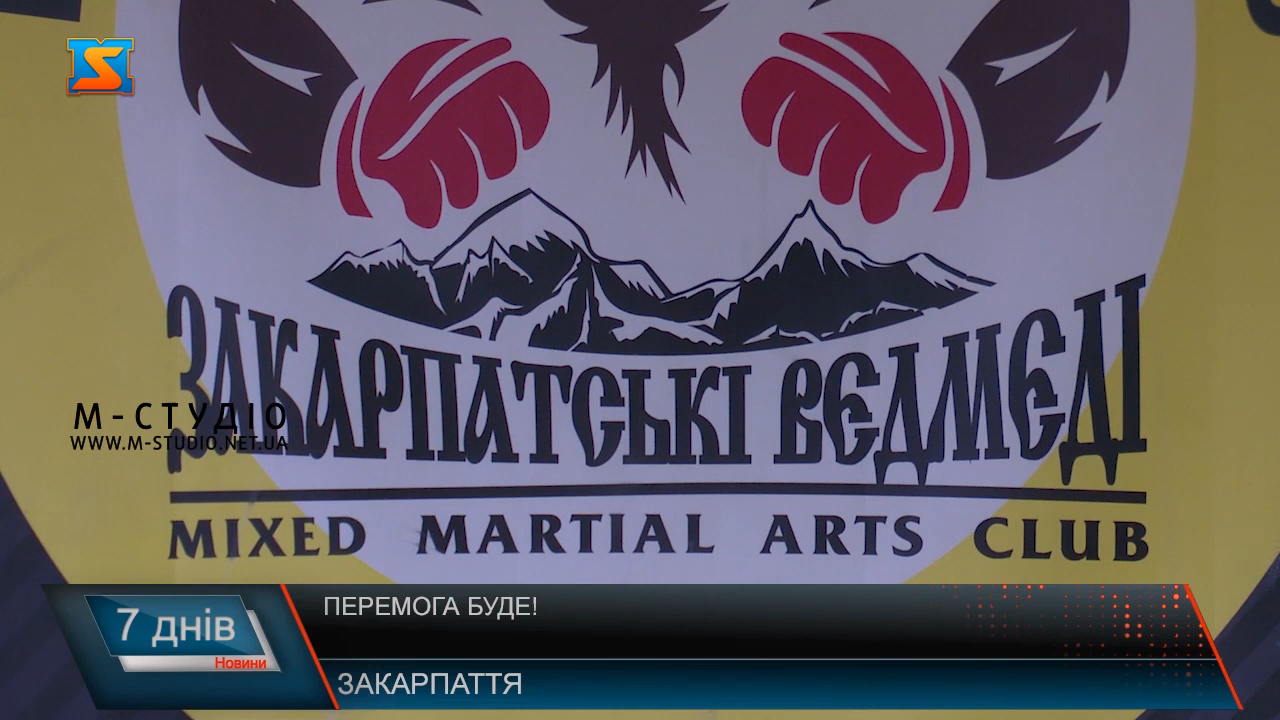 ЗАКАРПАТСЬКІ ВЕДМЕДІ
М-СТУДІО
WWW.M-STUDIO.NET.UA
MIXED MARTIAL ARTS CLUB
7 днів
Новини
ПЕРЕМОГА БУДЕ!
ЗАКАРПАТТЯ